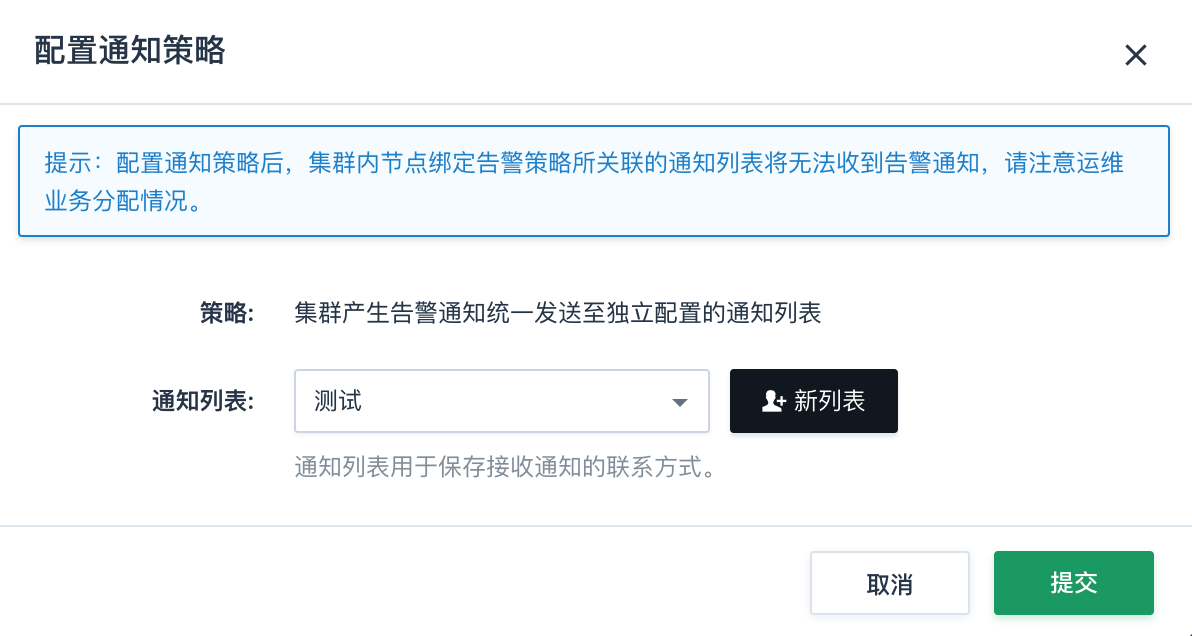 配置通知策略
提示：配置通知策略后，集群内节点绑定告警策略所关联的通知列表将无法收到告警通知，请注意运维
业务分配情况。
策略: 集群产生告警通知统一发送至独立配置的通知列表
通知列表: 测试 新列表
通知列表用于保存接收通知的联系方式。
取消 提交